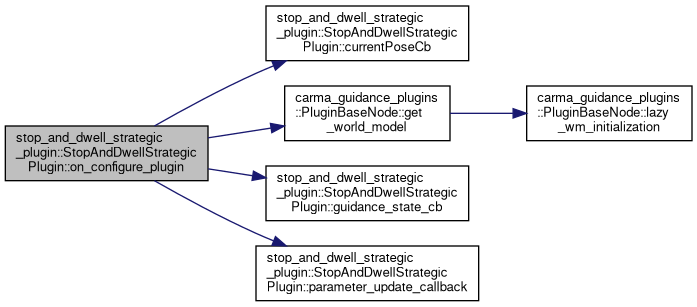 stop_and_dwell_strategic
_plugin::StopAndDwellStrategic
Plugin::on_configure_plugin
stop_and_dwell_strategic
_plugin::StopAndDwellStrategic
Plugin::currentPoseCb
carma_guidance_plugins
::PluginBaseNode::get
_world_model
carma_guidance_plugins
::PluginBaseNode::lazy
_wm_initialization
stop_and_dwell_strategic
_plugin::StopAndDwellStrategic
Plugin::guidance_state_cb
stop_and_dwell_strategic
_plugin::StopAndDwellStrategic
Plugin::parameter_update_callback